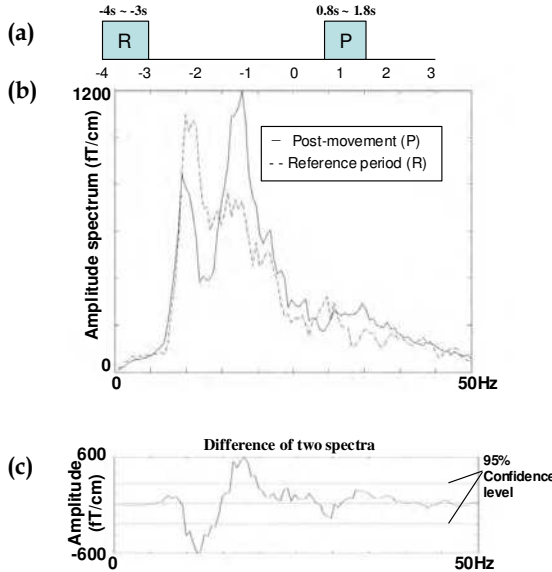 (a)
-4s ~ -3s 0.8s ~ 1.8s
R P
-4 -3 -2 -1 0 1 2 3
(b)
Amplitude spectrum (fT/cm)
1200
Post-movement (P)
Reference period (R)
0
0 50Hz
(c)
Difference of two spectra
Amplitude
(fT/cm)
600
-600
0 50Hz
95%
Confidence
level